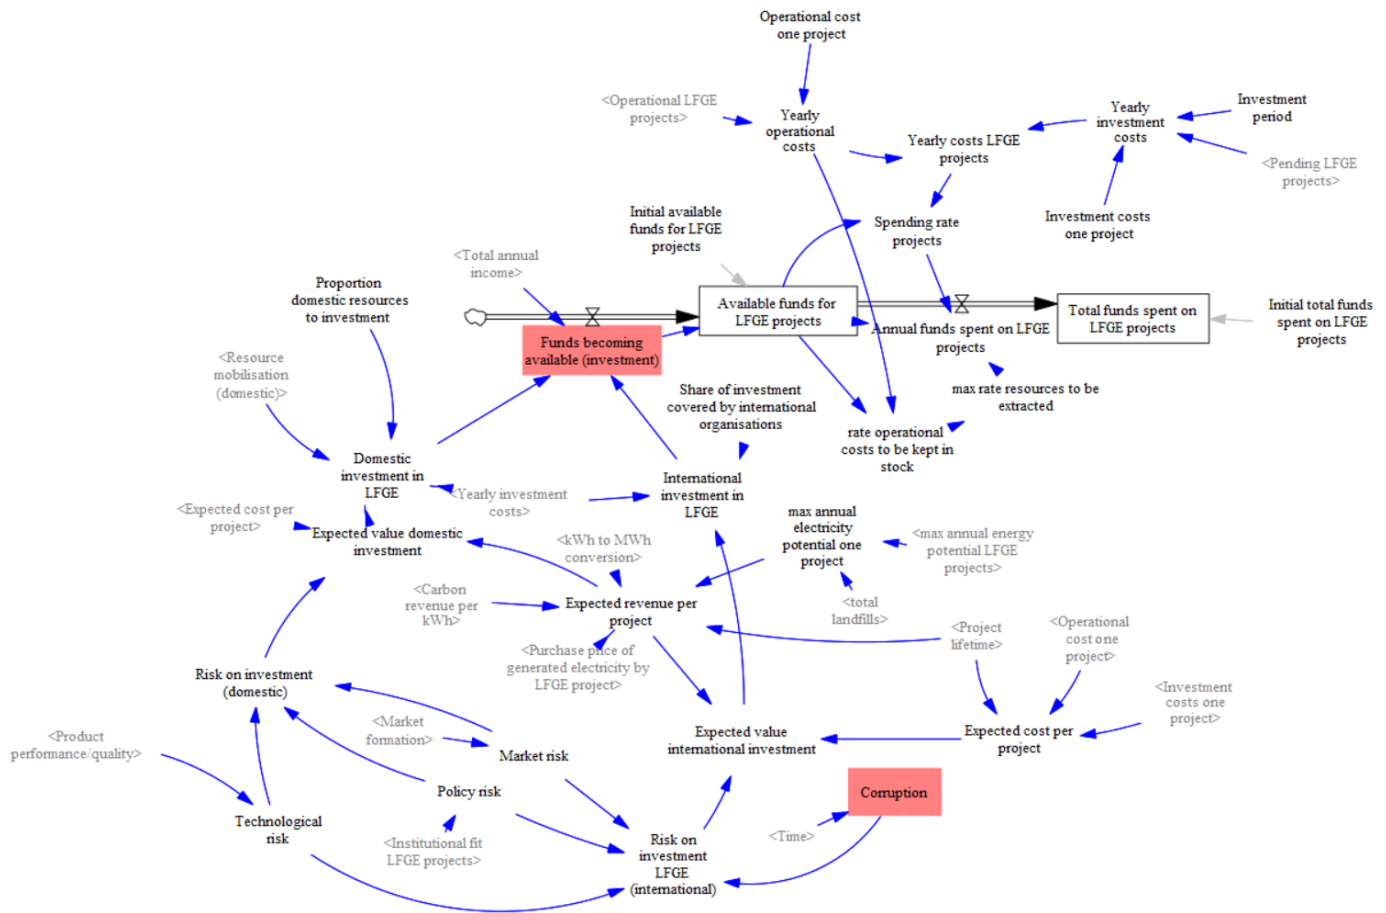 Operational cost
one project
<Operational LFGE
projects>
Yearly
operational
costs
Yearly costs LFGE
projects
Yearly
investment
costs
Investment
period
<Pending LFGE
projects>
Investment costs
one project
Initial available
funds for LFGE
projects
Spending rate
projects
<Total annual
income>
Proportion
domestic resources
to investment
Available funds for
LFGE projects
Total funds spent on
LFGE projects
Initial total funds
spent on LFGE
projects
Funds becoming
available (investment)
Annual funds spent on LFGE
projects
<Resource
mobilisation
(domestic)>
Share of investment
covered by international
organisations
max rate resources to be
extracted
rate operational
costs to be kept in
stock
Domestic
investment in
LFGE
<Yearly investment
costs>
International
investment in
LFGE
<Expected cost per
project>
Expected value domestic
investment
<kWh to MWh
conversion>
max annual
electricity
potential one
project
<max annual energy
potential LFGE
projects>
<Carbon
revenue per
kWh>
Expected revenue per
project
<total
landfills>
<Project
lifetime>
<Operational
cost one
project>
<Purchase price of
generated electricity by
LFGE project>
Risk on investment
(domestic)
<Investment
costs one
project>
<Market
formation>
<Product
performance/quality>
Market risk
Expected value
international investment
Expected cost per
project
Policy risk
Corruption
Technological
risk
<Institutional fit
LFGE projects>
<Time>
Risk on
investment
LFGE
(international)